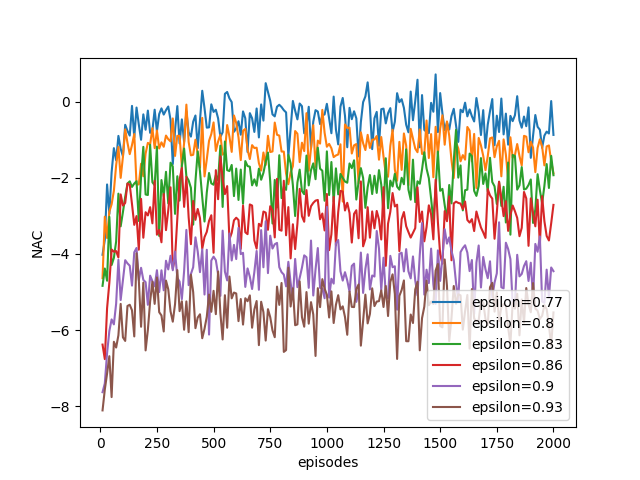 0
−2
−4
−6
−8
NAC
epsilon=0.77
epsilon=0.8
epsilon=0.83
epsilon=0.86
epsilon=0.9
epsilon=0.93
0 250 500 750 1000 1250 1500 1750 2000
episodes